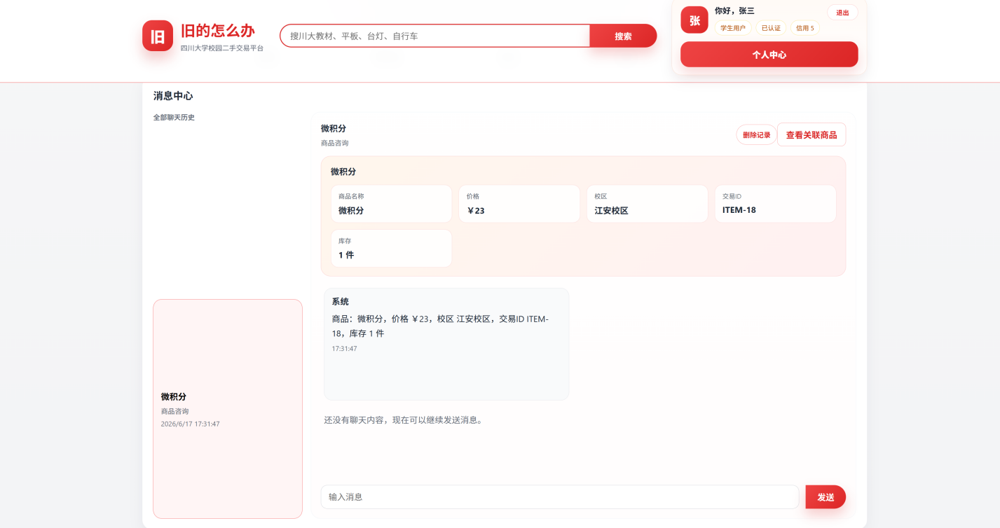 旧
旧的怎么办
四川大学校园二手交易平台
搜川大教材、平板、台灯、自行车
搜索
张
你好，张三
退出
学生用户
已认证
信用 5
个人中心
消息中心
全部聊天历史
微积分
商品咨询
2026/6/17 17:31:47
微积分
商品咨询
删除记录
查看关联商品
微积分
商品名称
微积分
价格
￥23
校区
江安校区
交易ID
ITEM-18
库存
1 件
系统
商品：微积分，价格 ￥23，校区 江安校区，交易ID ITEM-
18，库存 1 件
17:31:47
还没有聊天内容，现在可以继续发送消息。
输入消息
发送